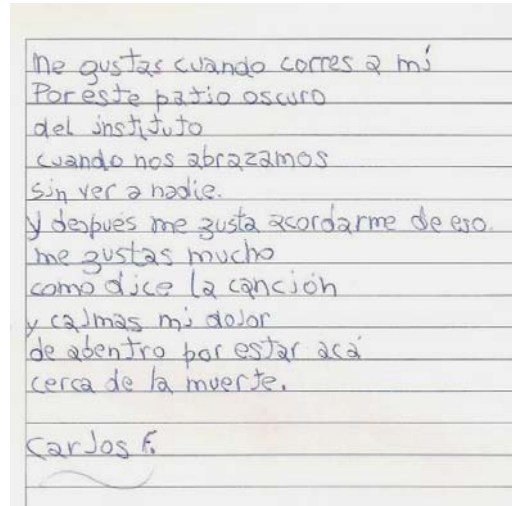 Me gustas cuando corres a mí
Por este patio oscuro
del instituto
cuando nos abrazamos
sin ver a nadie.
y después me gusta acordarme de eso.
me gustas mucho
como dice la canción
y calmas mi dolor
de adentro por estar acá
cerca de la muerte.
Carlos F.